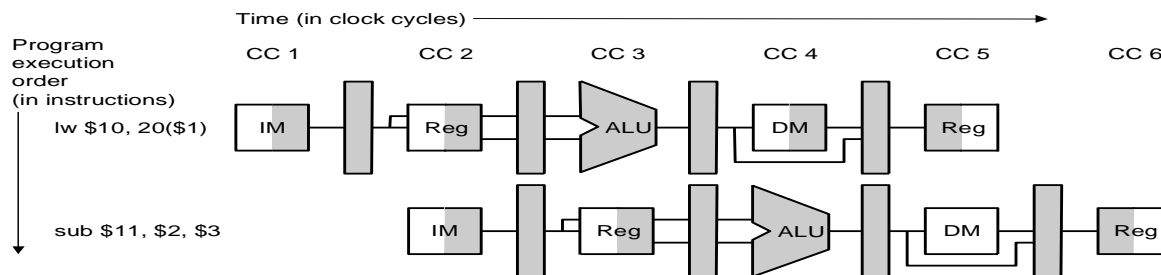 Time (in clock cycles)
Program
execution
order
(in instructions)
CC 1 CC 2 CC 3 CC 4 CC 5 CC 6
lw $10, 20($1)
IM Reg ALU DM Reg
sub $11, $2, $3
IM Reg ALU DM Reg